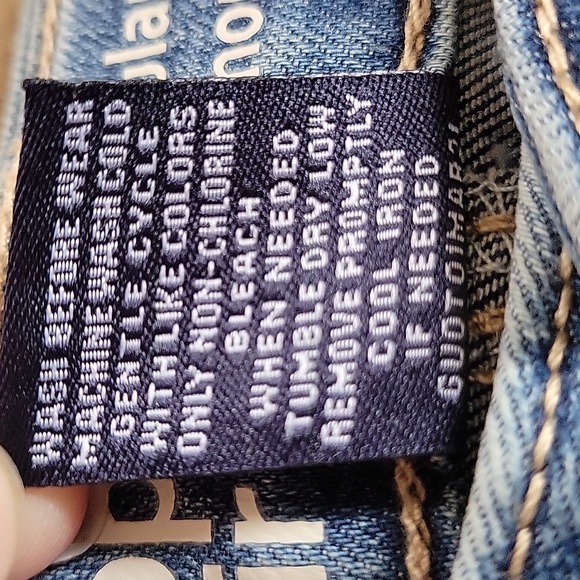 WASH BEFORE WEAR
MACHINE WASH COLD
GENTLE CYCLE
WITH LIKE COLORS
ONLY NON-CHLORINE
BLEACH
WHEN NEEDED
TUMBLE DRY LOW
REMOVE PROMPTLY
COOL IRON
IF NEEDED